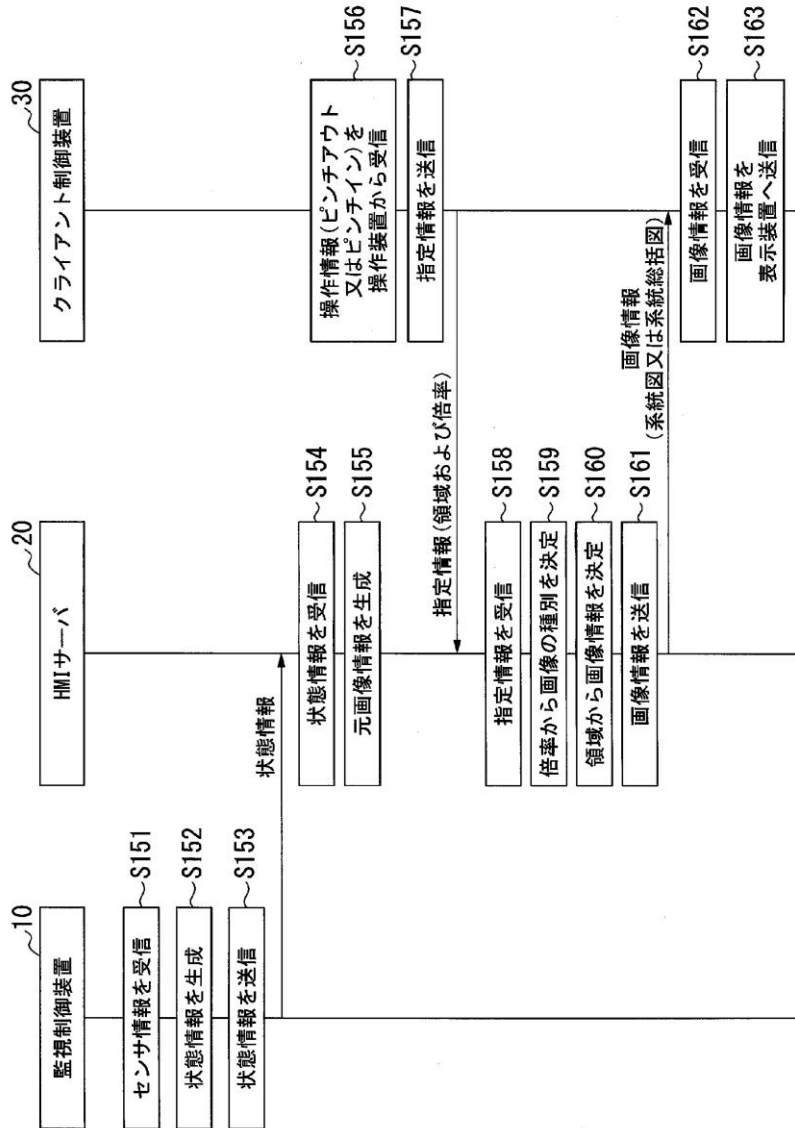 10
監視制御装置
センサ情報を受信
S151
状態情報を生成
S152
状態情報を送信
S153
状態情報
20
HMIサーバ
状態情報を受信
S154
元画像情報を生成
S155
指定情報(領域および倍率)
指定情報を受信
S158
倍率から画像の種別を決定
S159
領域から画像情報を決定
S160
画像情報を送信
S161
画像情報
(系統図又は系統総括図)
30
クライアント制御装置
操作情報(ピンチアウト
又はピンチイン)を
操作装置から受信
S156
指定情報を送信
S157
画像情報を受信
S162
画像情報を
表示装置へ送信
S163